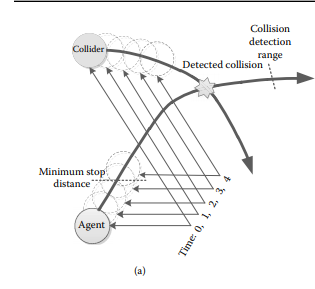 Collision
detection
range
Collider
Detected collision
Minimum stop
distance
Agent
Time: 0, 1, 2, 3, 4
(a)